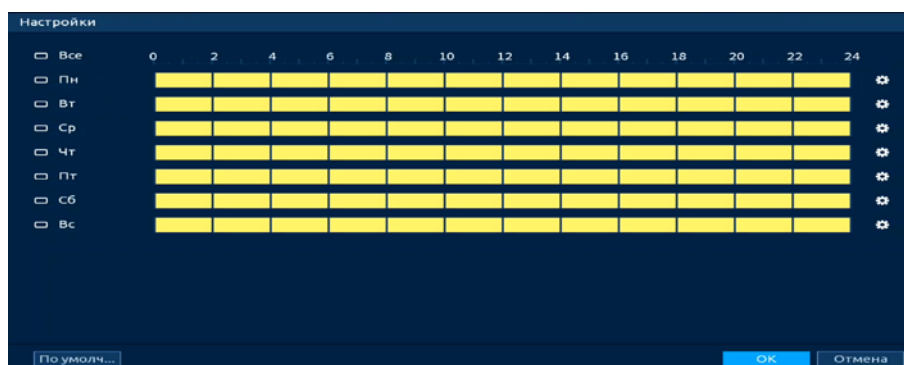 Настройки
Все 0 2 4 6 8 10 12 14 16 18 20 22 24
Пн
Вт
Ср
Чт
Пт
Сб
Вс
По умолч... OK Отмена